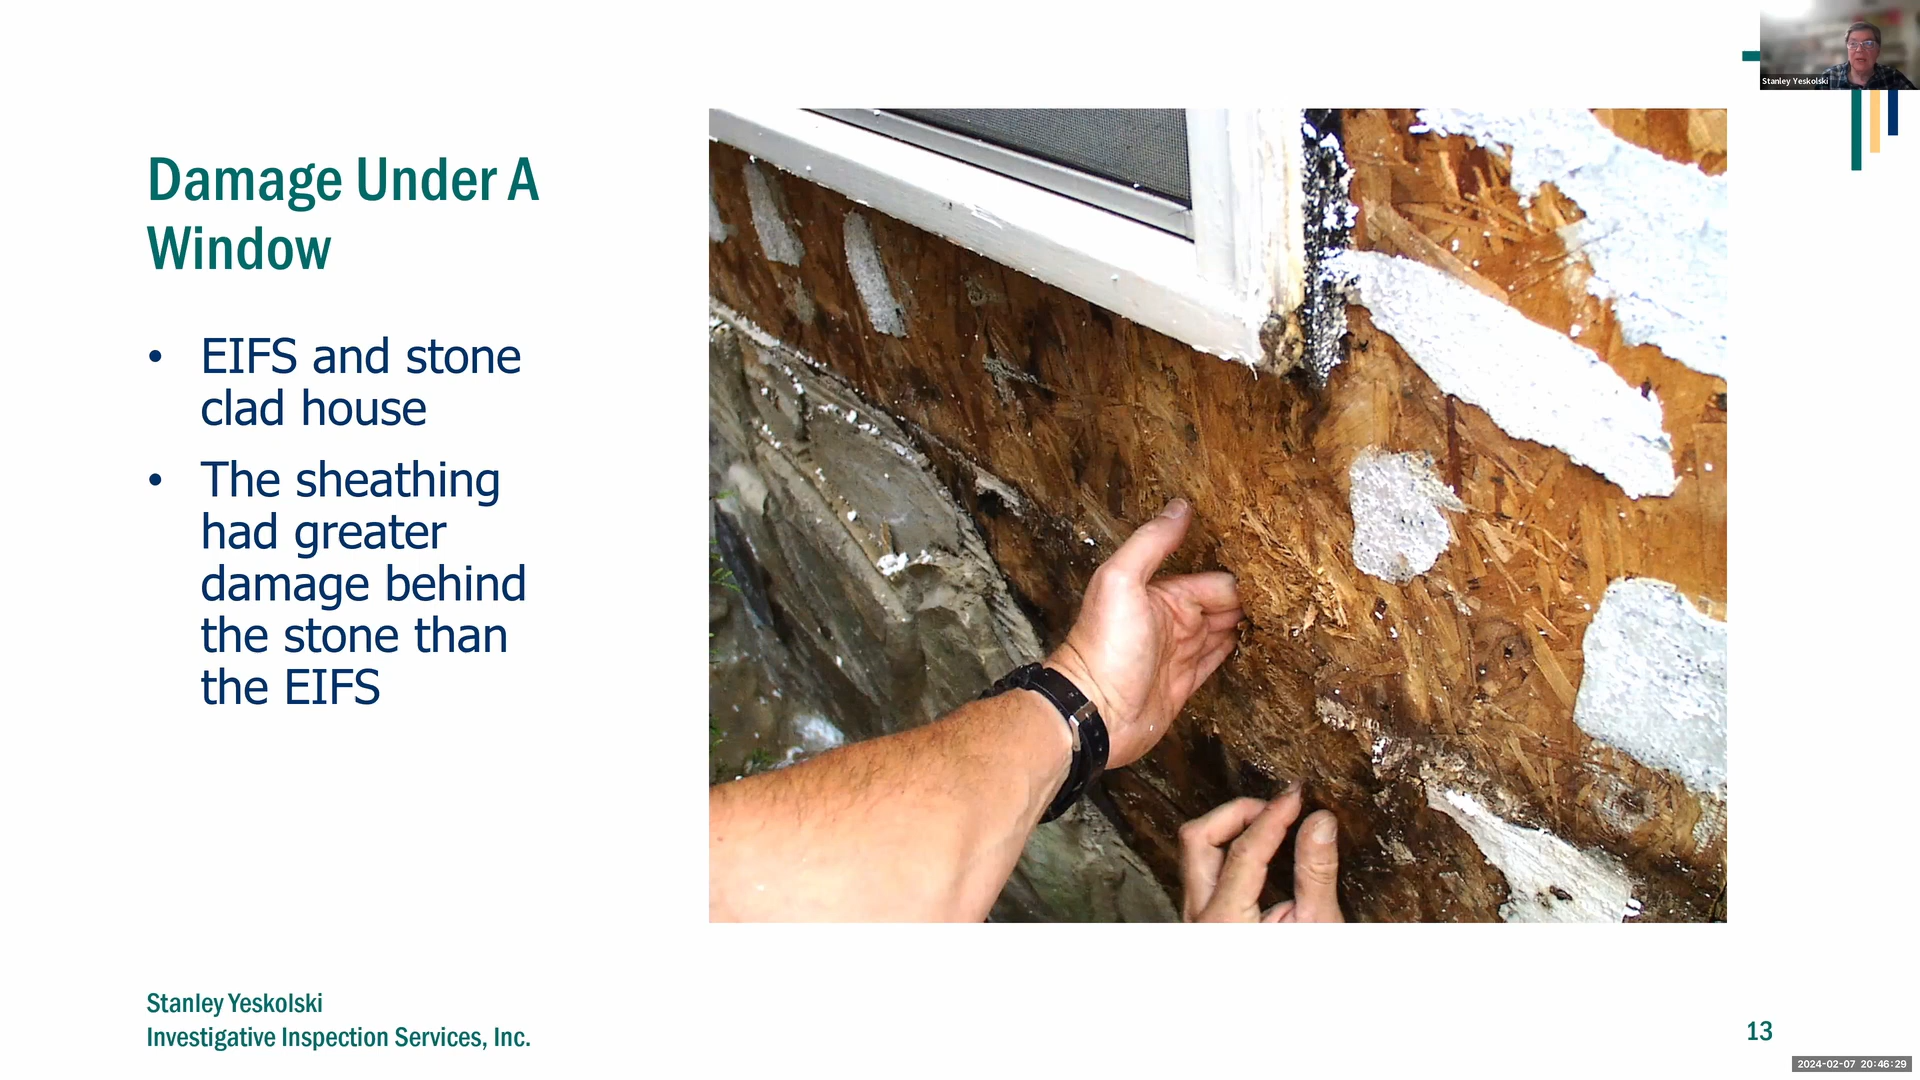 Stanley Yeskolski
Damage Under A
Window
• EIFS and stone
clad house
• The sheathing
had greater
damage behind
the stone than
the EIFS
Stanley Yeskolski
Investigative Inspection Services, Inc.
13
2024-02-07 20:46:29